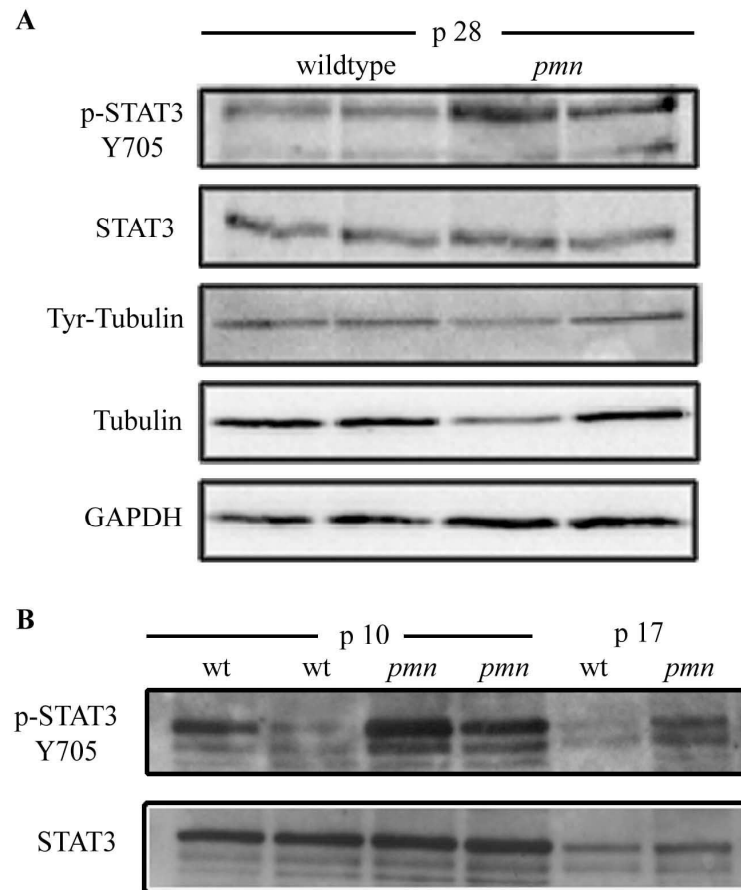 A
p 28
wildtype pmn
p-STAT3
Y705
STAT3
Tyr-Tubulin
Tubulin
GAPDH
B
p 10 p 17
wt wt pmn pmn wt pmn
p-STAT3
Y705
STAT3